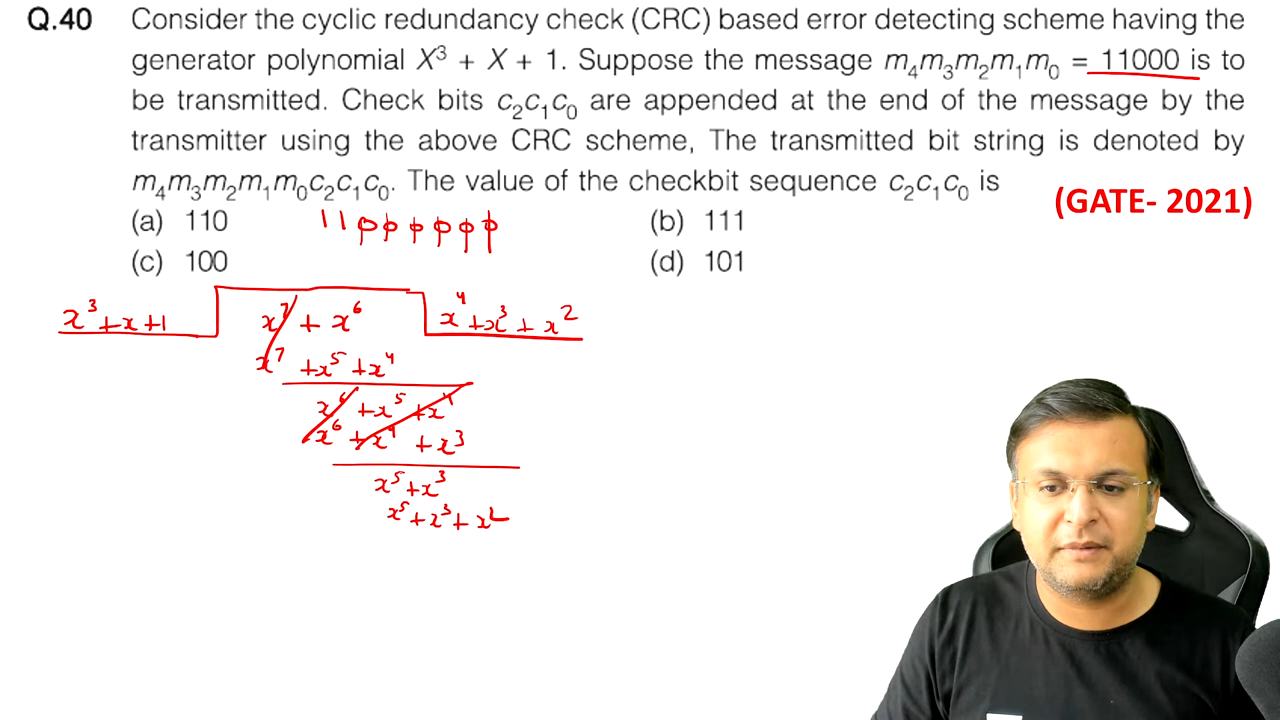 Q.40 Consider the cyclic redundancy check (CRC) based error detecting scheme having the
generator polynomial X³ + X + 1. Suppose the message m₄m₃m₂m₁m₀ = 11000 is to
be transmitted. Check bits c₂c₁c₀ are appended at the end of the message by the
transmitter using the above CRC scheme, The transmitted bit string is denoted by
m₄m₃m₂m₁m₀c₂c₁c₀. The value of the checkbit sequence c₂c₁c₀ is
(GATE- 2021)
(a) 110 (b) 111
11000000
(c) 100 (d) 101
x³+x+1 x⁷ + x⁶ x⁴+x³+x²
x⁷ +x⁵ +x⁴
x⁶ +x⁵ +x⁴
x⁶ +x⁴ +x³
x⁵+x³
x⁵+x³+x²